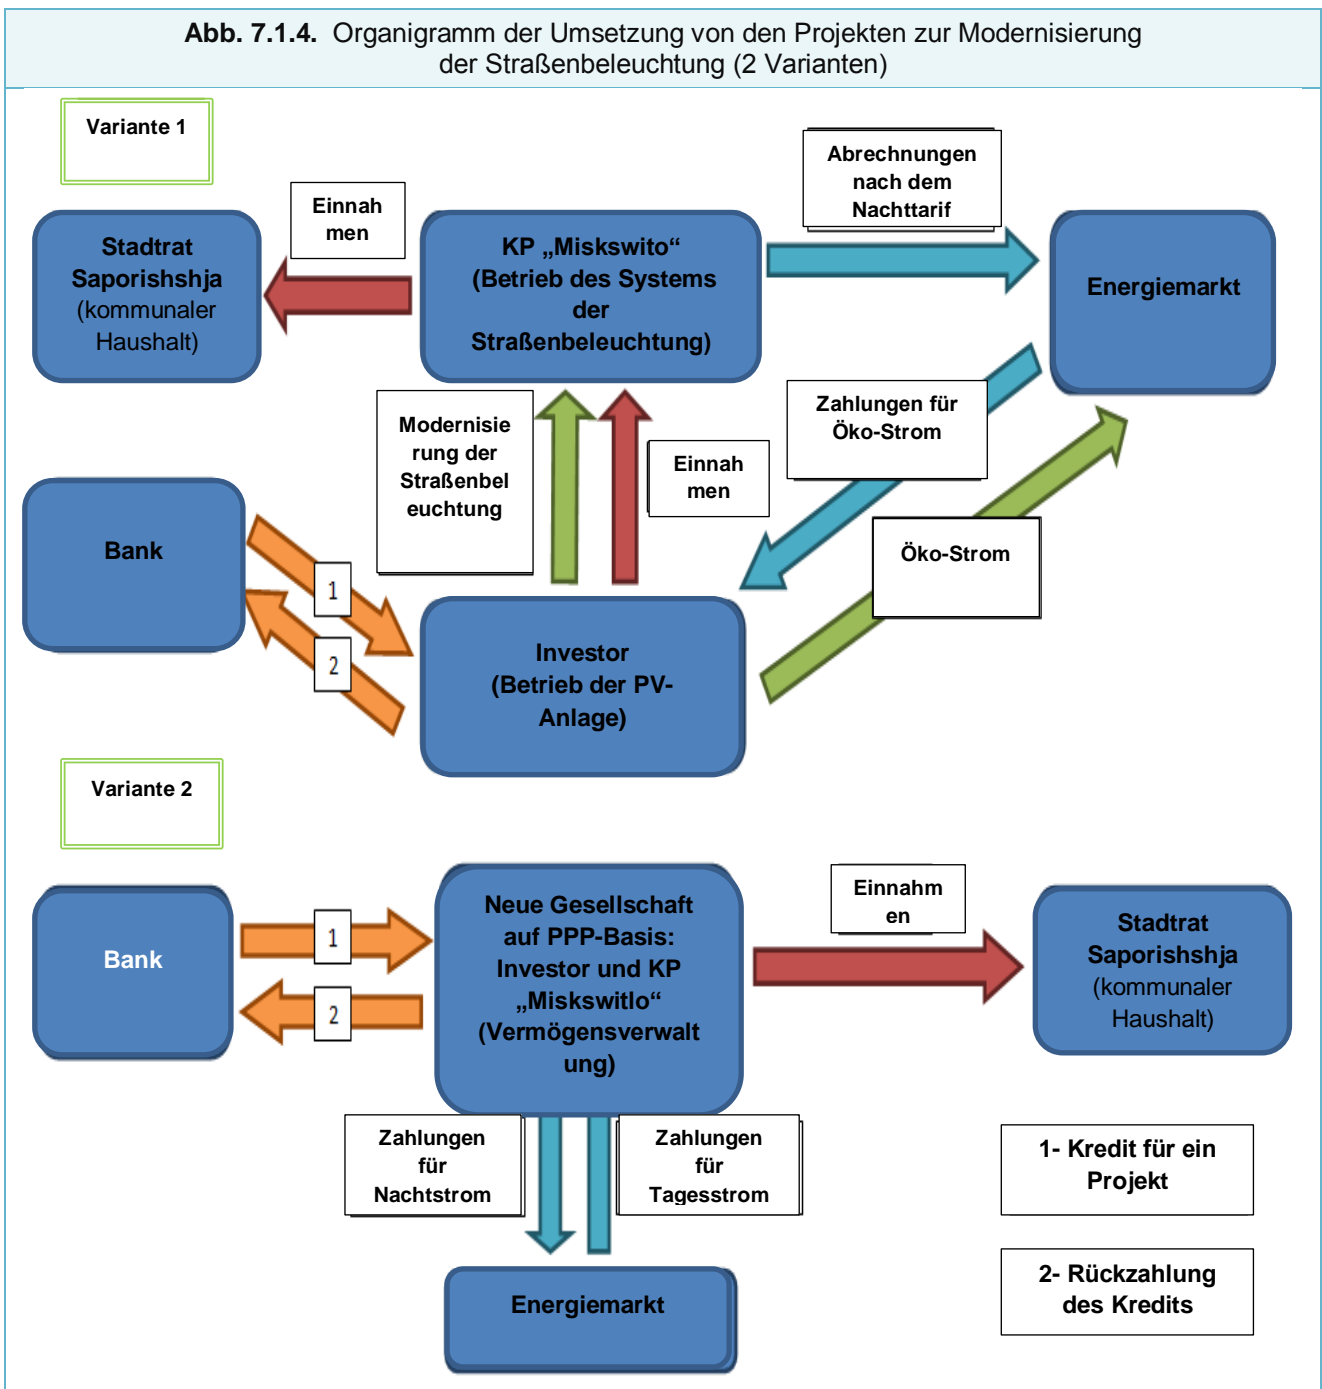 Abb. 7.1.4. Organigramm der Umsetzung von den Projekten zur Modernisierung
der Straßenbeleuchtung (2 Varianten)
Variante 1
Abrechnungen
nach dem
Nachttarif
Einnah
men
Stadtrat
Saporishshja
(kommunaler
Haushalt)
KP „Miskswito“
(Betrieb des Systems
der
Straßenbeleuchtung)
Energiemarkt
Modernisie
rung der
Straßenbel
euchtung
Einnah
men
Zahlungen für
Öko-Strom
Öko-Strom
Bank
1
2
Investor
(Betrieb der PV-
Anlage)
Variante 2
Bank
1
2
Neue Gesellschaft
auf PPP-Basis:
Investor und KP
„Miskswitlo“
(Vermögensverwalt
ung)
Einnahm
en
Stadtrat
Saporishshja
(kommunaler
Haushalt)
Zahlungen
für
Nachtstrom
Zahlungen
für
Tagesstrom
Energiemarkt
1- Kredit für ein
Projekt
2- Rückzahlung
des Kredits